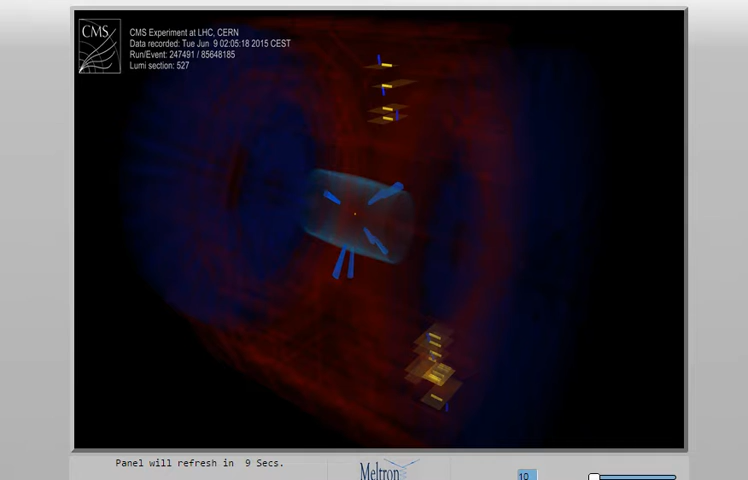 CMS
CMS Experiment at LHC, CERN
Data recorded: Tue Jun 9 02:05:18 2015 CEST
Run/Event: 247491 / 85648185
Lumi section: 527
Panel will refresh in 9 Secs.
Meltron
10